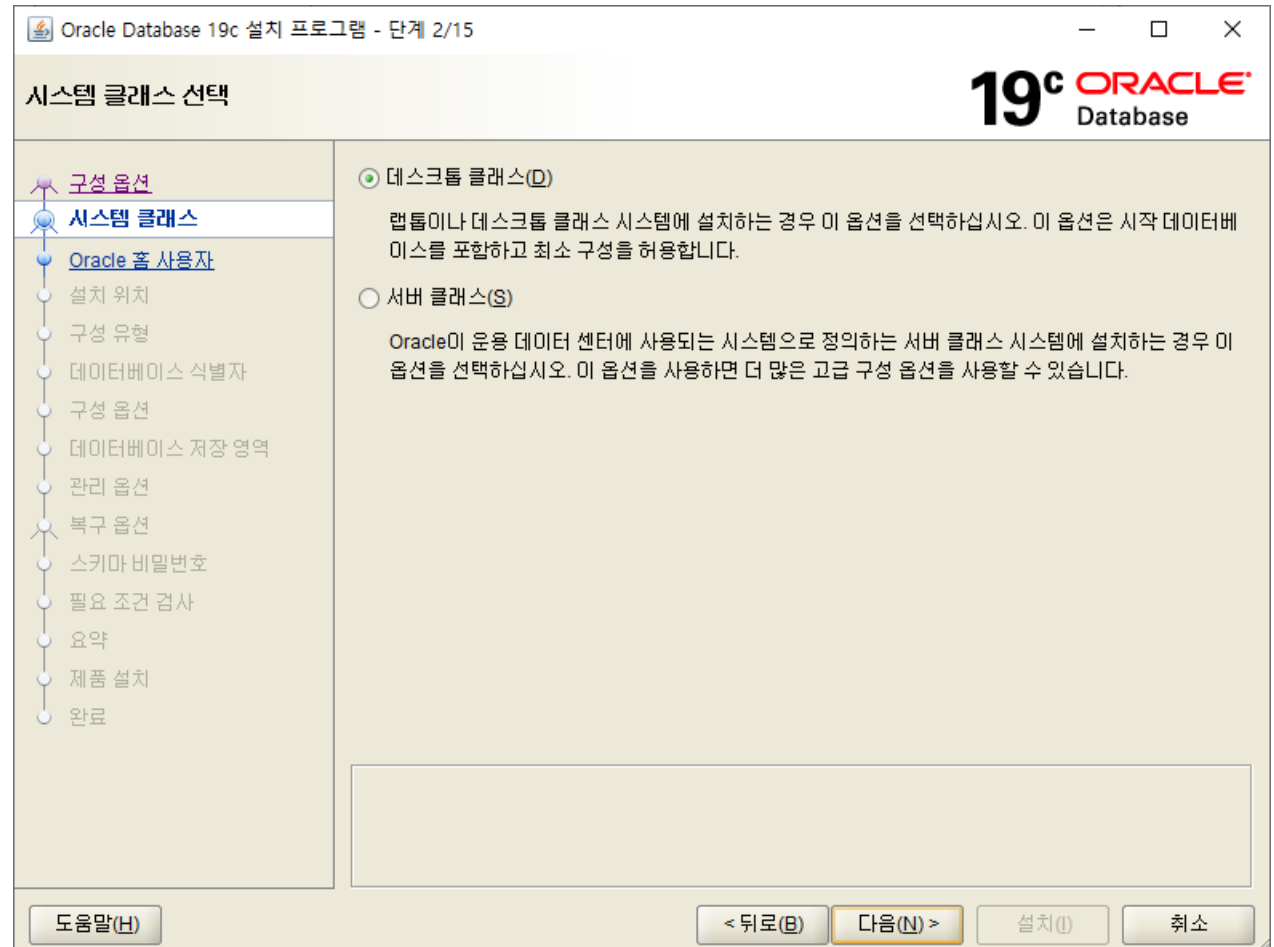 Oracle Database 19c 설치 프로그램 - 단계 2/15
시스템 클래스 선택
19c ORACLE
Database
구성 옵션
시스템 클래스
Oracle 홈 사용자
설치 위치
구성 유형
데이터베이스 식별자
구성 옵션
데이터베이스 저장 영역
관리 옵션
복구 옵션
스키마 비밀번호
필요 조건 검사
요약
제품 설치
완료
데스크톱 클래스(D)
랩톱이나 데스크톱 클래스 시스템에 설치하는 경우 이 옵션을 선택하십시오. 이 옵션은 시작 데이터베
이스를 포함하고 최소 구성을 허용합니다.
서버 클래스(S)
Oracle이 운용 데이터 센터에 사용되는 시스템으로 정의하는 서버 클래스 시스템에 설치하는 경우 이
옵션을 선택하십시오. 이 옵션을 사용하면 더 많은 고급 구성 옵션을 사용할 수 있습니다.
도움말(H)
< 뒤로(B)
다음(N) >
설치(I)
취소